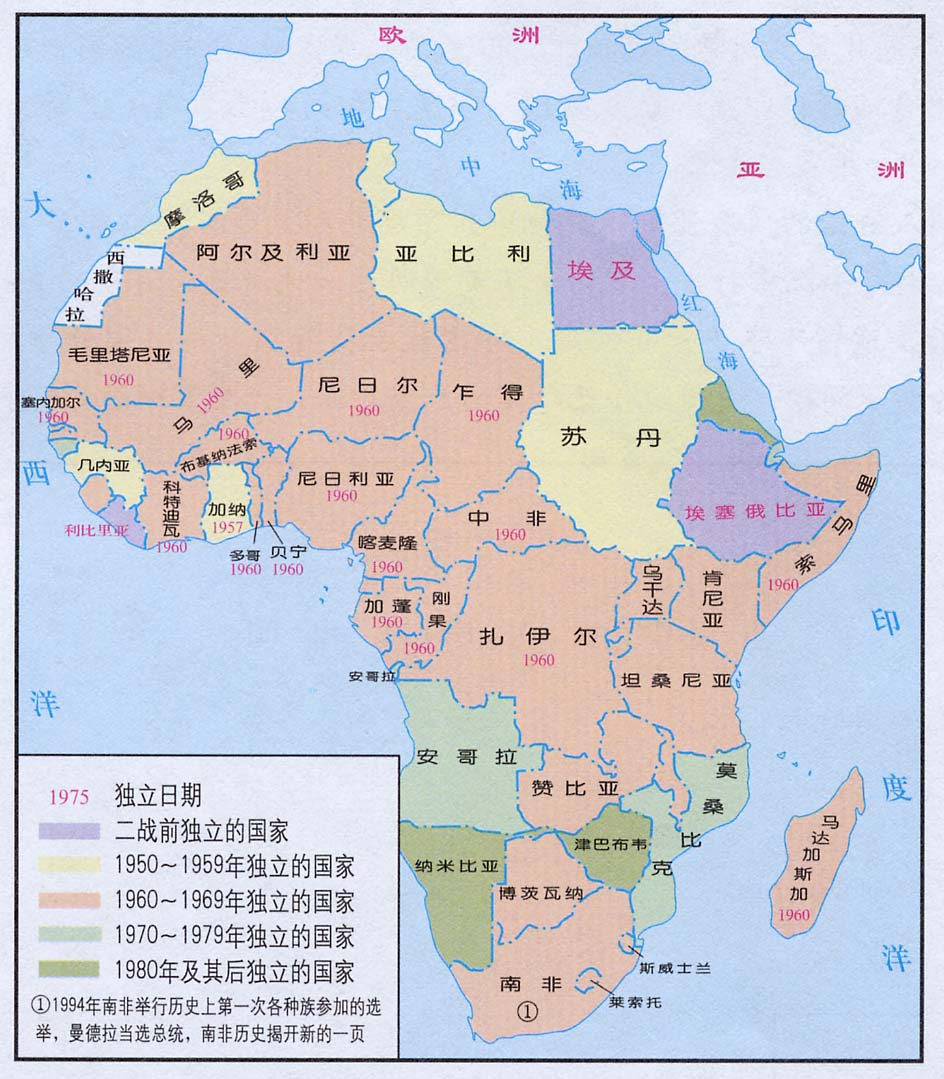 欧洲
地中海
亚洲
大西洋
红海
印度洋
摩洛哥
阿尔及利亚
亚比利
埃及
西撒哈拉
毛里塔尼亚
1960
马里
1960
尼日尔
1960
乍得
1960
苏丹
塞内加尔
1960
1960
布基纳法索
几内亚
科特迪瓦
1960
加纳
1957
尼日利亚
1960
利比里亚
多哥
1960
贝宁
1960
喀麦隆
1960
中非
1960
埃塞俄比亚
索马里
1960
加蓬
1960
刚果
1960
扎伊尔
1960
乌干达
肯尼亚
安哥拉
坦桑尼亚
安哥拉
赞比亚
莫桑比克
马达加斯加
1960
纳米比亚
津巴布韦
博茨瓦纳
南非
①
斯威士兰
莱索托
1975 独立日期
二战前独立的国家
1950～1959年独立的国家
1960～1969年独立的国家
1970～1979年独立的国家
1980年及其后独立的国家
①1994年南非举行历史上第一次各种族参加的选
举，曼德拉当选总统，南非历史揭开新的一页